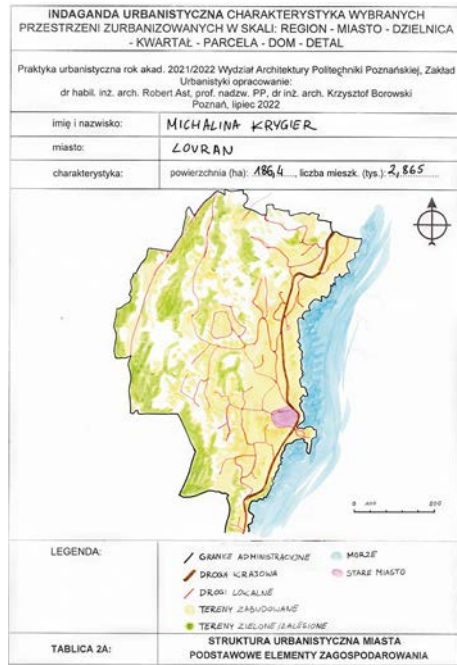 INDAGANDA URBANISTYCZNA CHARAKTERYSTYKA WYBRANYCH
PRZESTRZENI ZURBANIZOWANYCH W SKALI: REGION - MIASTO - DZIELNICA
- KWARTAŁ - PARCELA - DOM - DETAL
Praktyka urbanistyczna rok akad. 2021/2022 Wydział Architektury Politechniki Poznańskiej, Zakład
Urbanistyki opracowanie:
dr habil. inż. arch. Robert Ast, prof. nadzw. PP, dr inż. arch. Krzysztof Borowski
Poznań, lipiec 2022
imię i nazwisko: MICHALINA KRYGIER
miasto: LOVRAN
charakterystyka: powierzchnia (ha): 186,4 , liczba mieszk. (tys.): 2,865
LEGENDA:
GRANICE ADMINISTRACYJNE
DROGA KRAJOWA
DROGI LOKALNE
TERENY ZABUDOWANE
TERENY ZIELONE/ZALESIONE
MORZE
STARE MIASTO
TABLICA 2A:
STRUKTURA URBANISTYCZNA MIASTA
PODSTAWOWE ELEMENTY ZAGOSPODAROWANIA